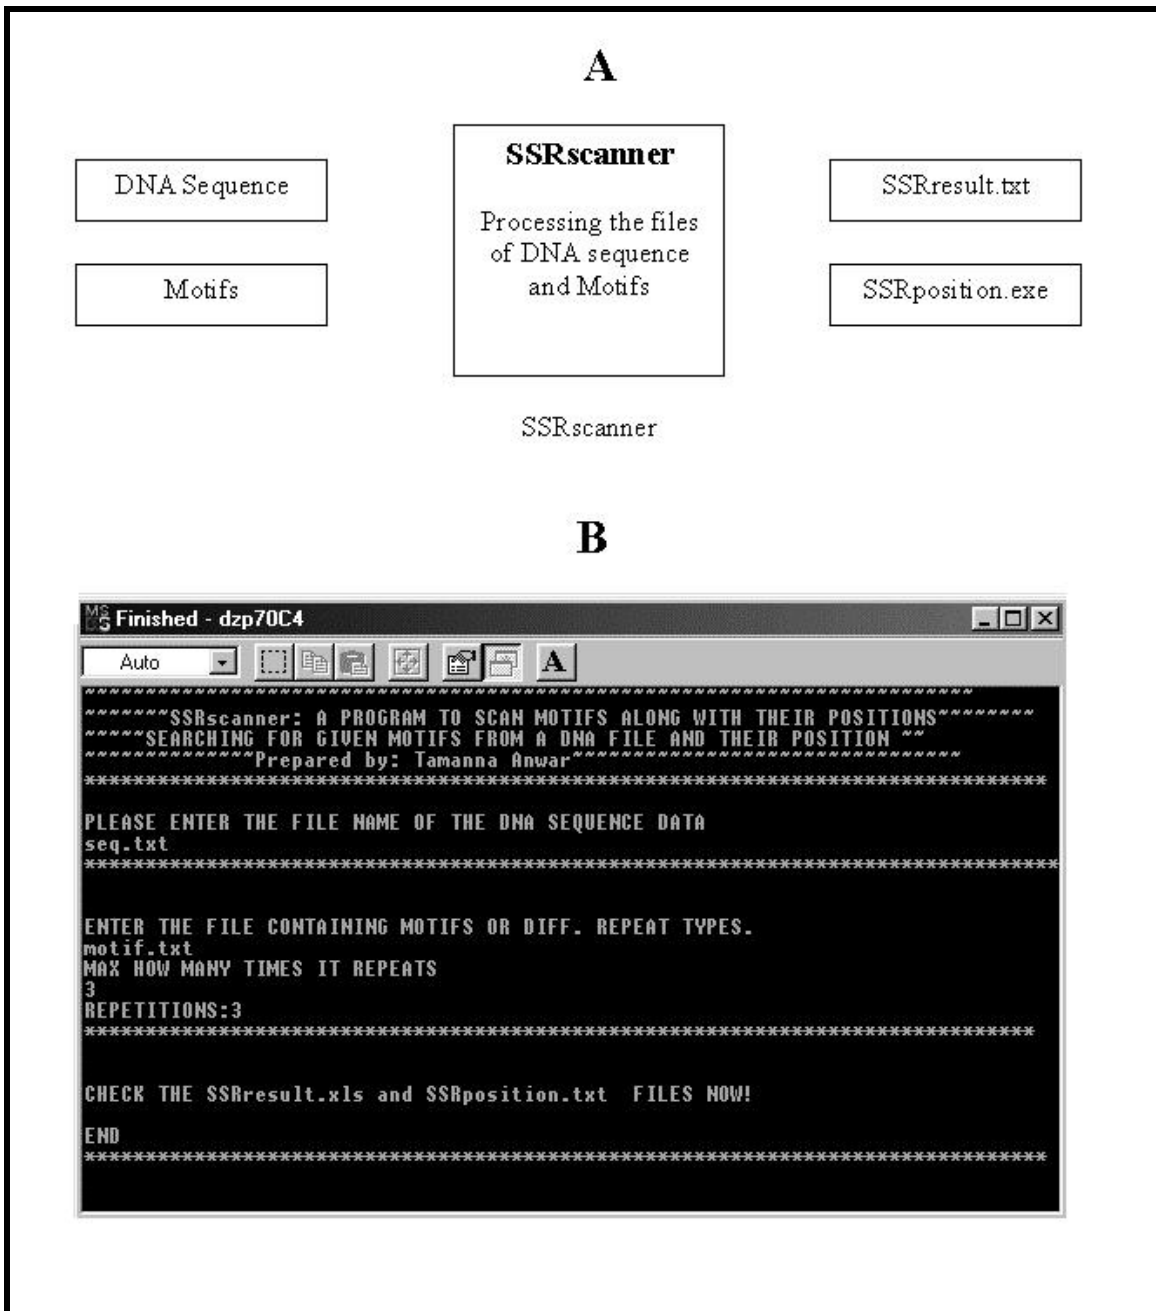 A
DNA Sequence
Motifs
SSRscanner
Processing the files
of DNA sequence
and Motifs
SSRresult.txt
SSRposition.exe
SSRscanner
B
Finished - dzp70C4
Auto
A
~~~~~~~~~~~~~~~~~~~~~~~~~~~~~~~~~~~~~~~~~~~~~~~~~~~~~~~~~~~~~~~~~~~~~~~~~
~~~~~~~SSRscanner: A PROGRAM TO SCAN MOTIFS ALONG WITH THEIR POSITIONS~~~~~~~~
~~~~~SEARCHING FOR GIVEN MOTIFS FROM A DNA FILE AND THEIR POSITION ~~
~~~~~~~~~~~~~~Prepared by: Tamanna Anwar~~~~~~~~~~~~~~~~~~~~~~~~~~~~~~~~
*******************************************************************************
PLEASE ENTER THE FILE NAME OF THE DNA SEQUENCE DATA
seq.txt
********************************************************************************
ENTER THE FILE CONTAINING MOTIFS OR DIFF. REPEAT TYPES.
motif.txt
MAX HOW MANY TIMES IT REPEATS
3
REPETITIONS:3
******************************************************************************
CHECK THE SSRresult.xls and SSRposition.txt  FILES NOW!
END
*******************************************************************************